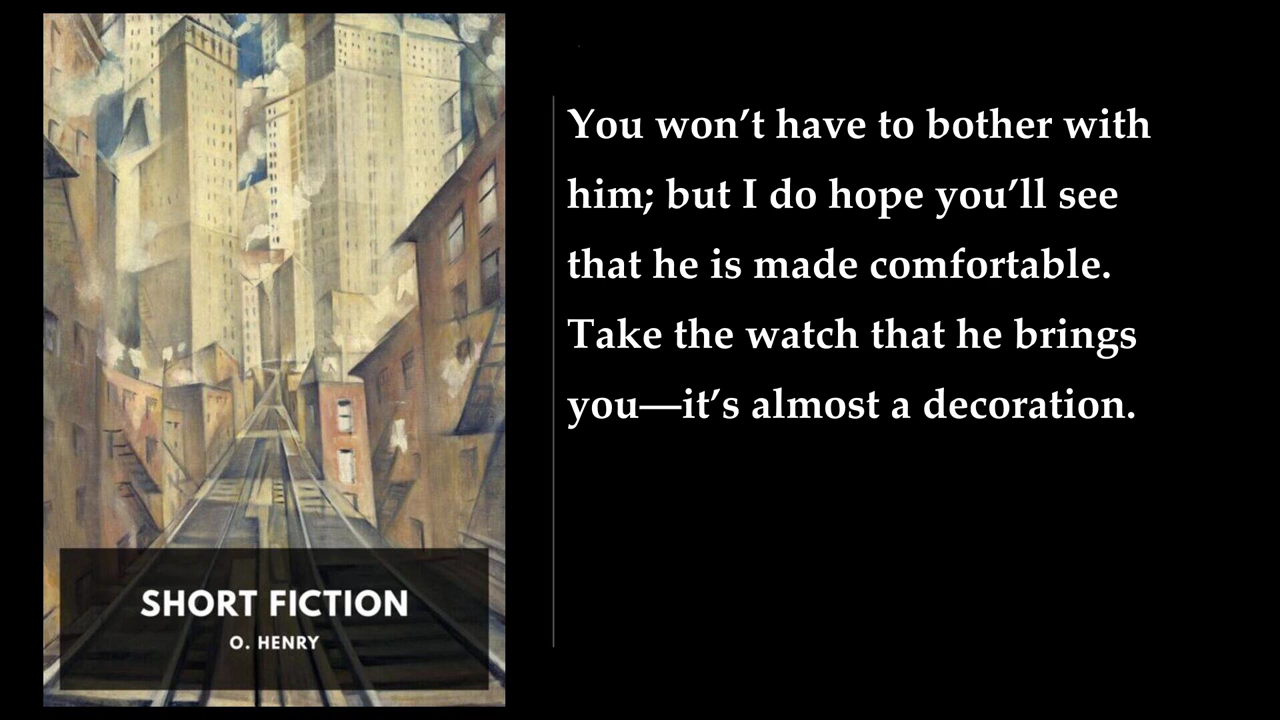 SHORT FICTION
O. HENRY
You won’t have to bother with
him; but I do hope you’ll see
that he is made comfortable.
Take the watch that he brings
you—it’s almost a decoration.